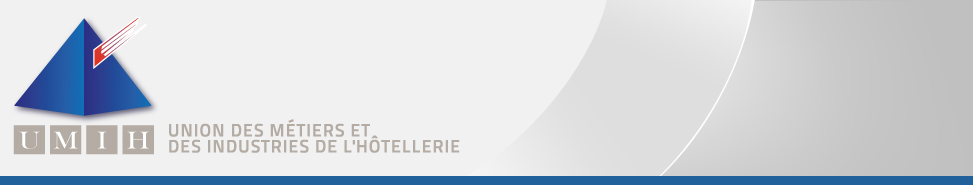 UMIH
UNION DES MÉTIERS ET
DES INDUSTRIES DE L'HÔTELLERIE